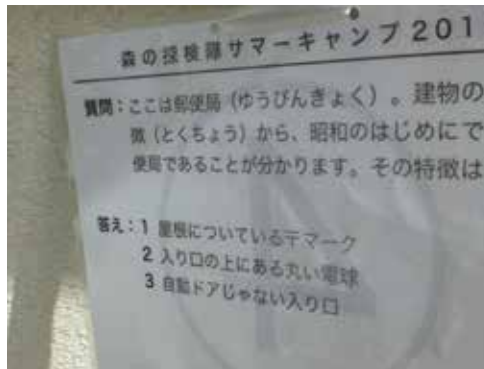 森の探検隊サマーキャンプ201
質問：ここは郵便局（ゆうびんきょく）。建物の
徴（とくちょう）から、昭和のはじめにで
便局であることが分かります。その特徴は
答え：1 屋根についている〒マーク
2 入り口の上にある丸い電球
3 自動ドアじゃない入り口